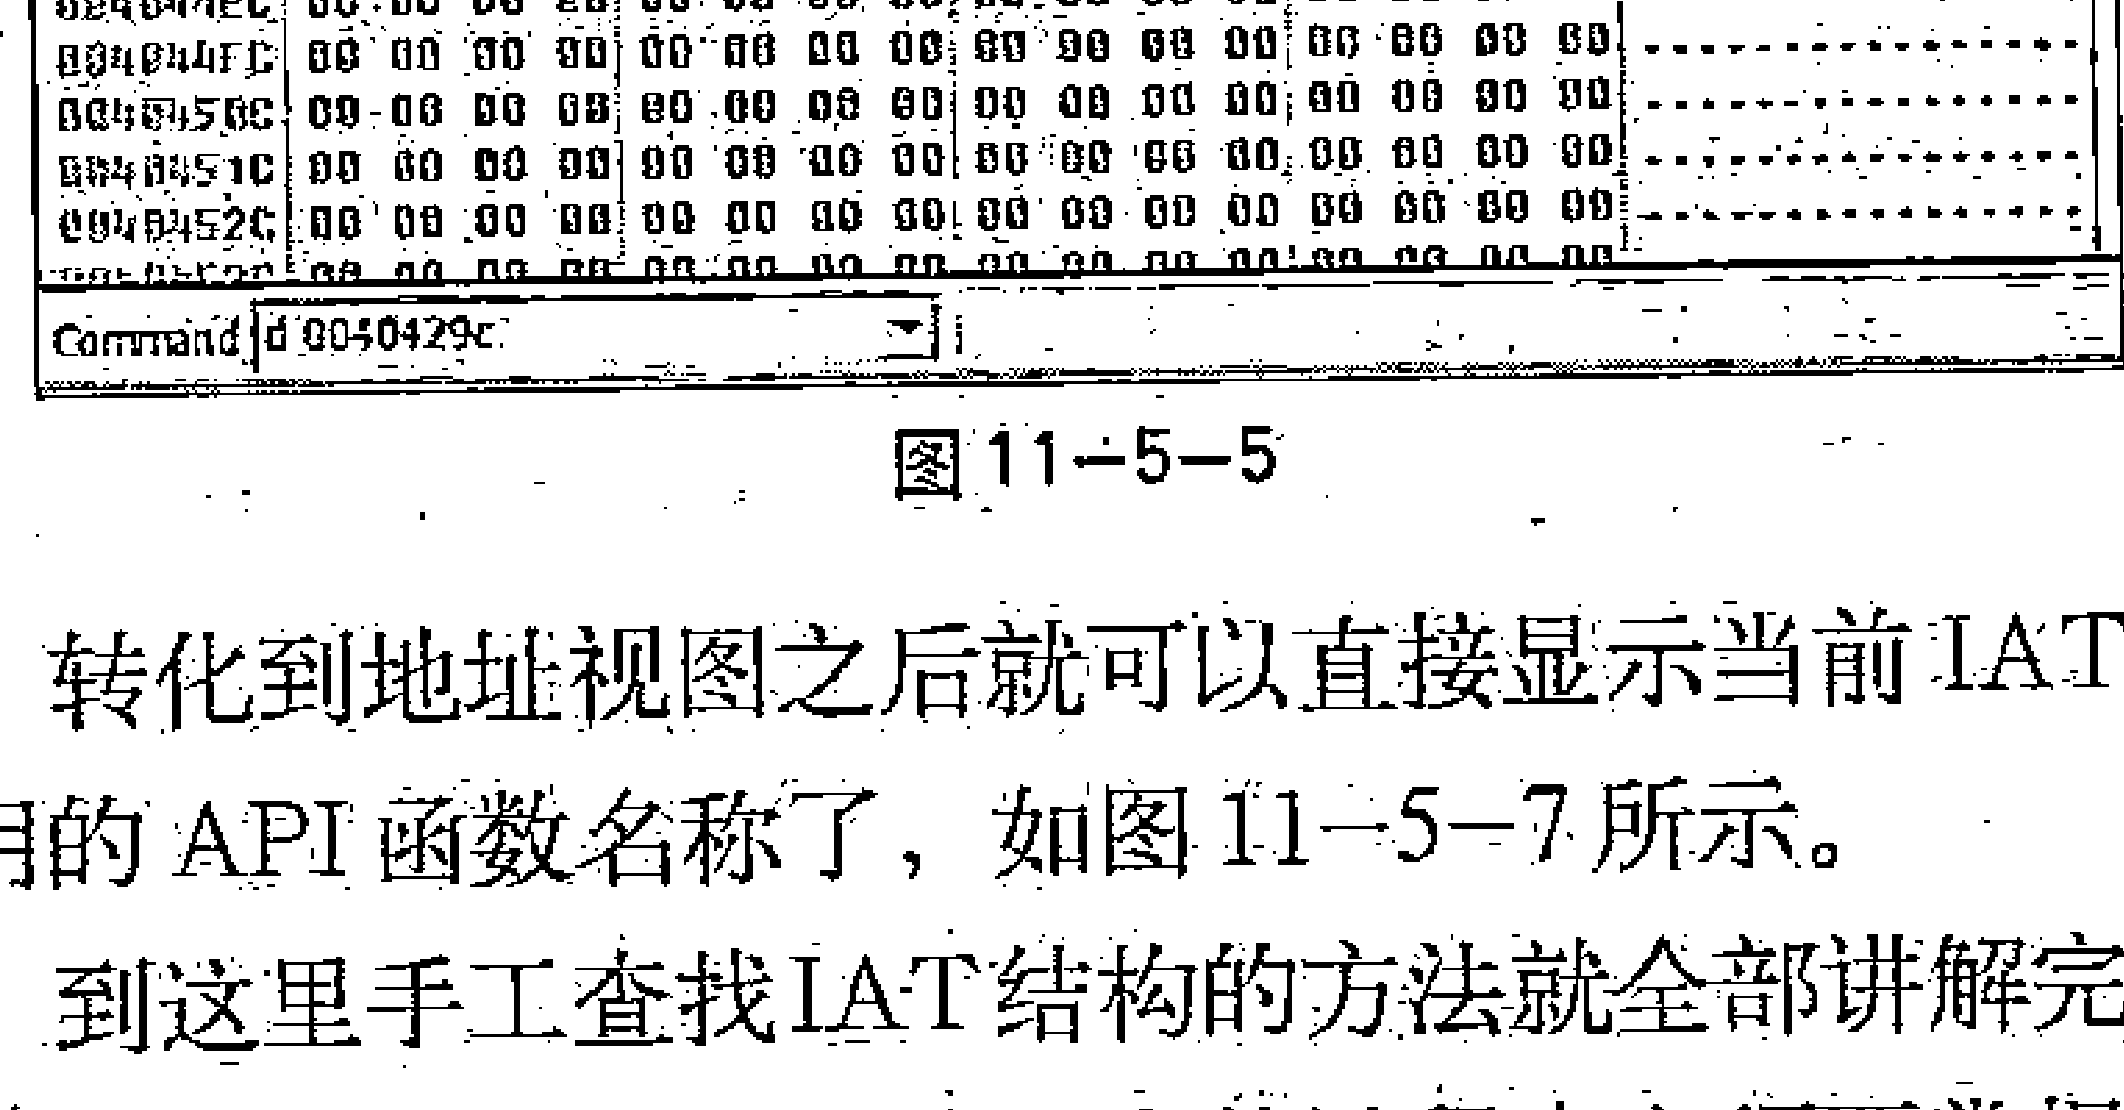 004044FC 00 00 00 00 00 00 00 00 00 00 00 00 00 00 00 00 ................
0040450C 00 00 00 00 00 00 00 00 00 00 00 00 00 00 00 00 ................
0040451C 00 00 00 00 00 00 00 00 00 00 00 00 00 00 00 00 ................
0040452C 00 00 00 00 00 00 00 00 00 00 00 00 00 00 00 00 ................
Command d 0040429c
图 11-5-5
转化到地址视图之后就可以直接显示当前 IAT
的 API 函数名称了，如图 11-5-7 所示。
到这里手工查找 IAT 结构的方法就全部讲解完